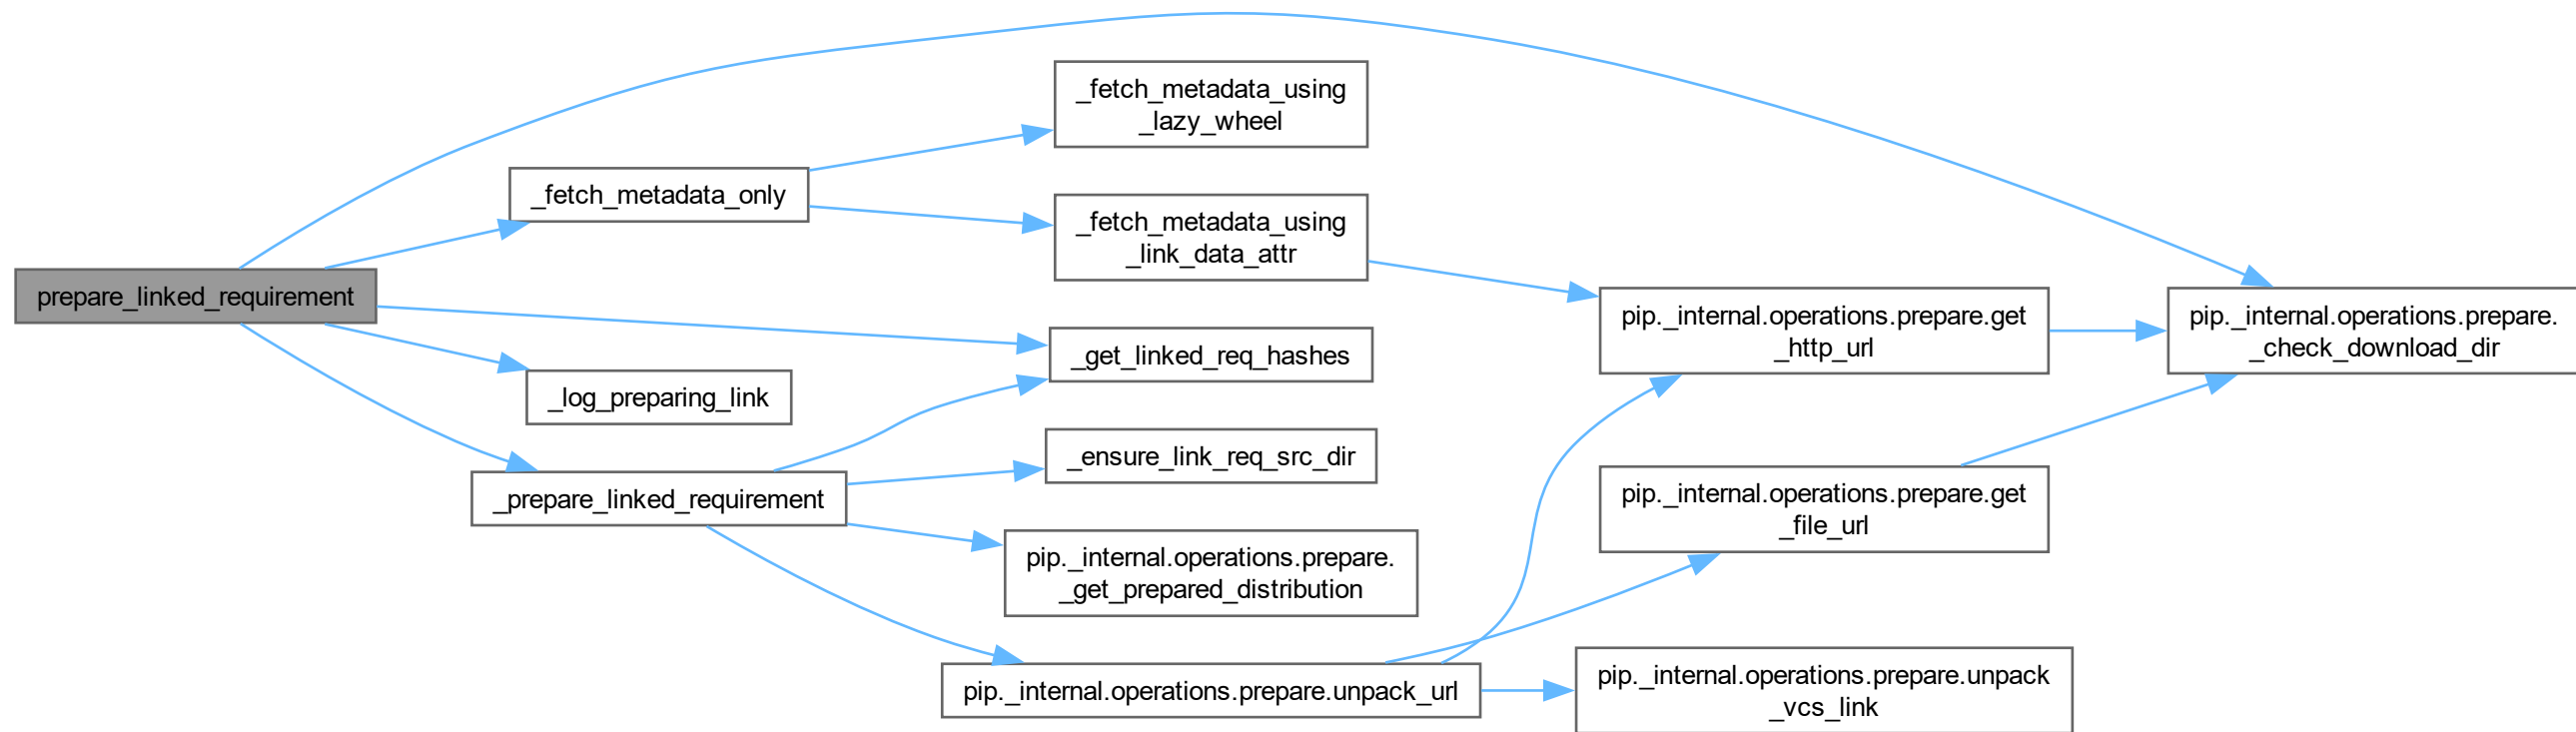 prepare_linked_requirement
_fetch_metadata_only
_log_preparing_link
_prepare_linked_requirement
_fetch_metadata_using
_lazy_wheel
_fetch_metadata_using
_link_data_attr
_get_linked_req_hashes
_ensure_link_req_src_dir
pip._internal.operations.prepare.
_get_prepared_distribution
pip._internal.operations.prepare.unpack_url
pip._internal.operations.prepare.get
_http_url
pip._internal.operations.prepare.get
_file_url
pip._internal.operations.prepare.unpack
_vcs_link
pip._internal.operations.prepare.
_check_download_dir